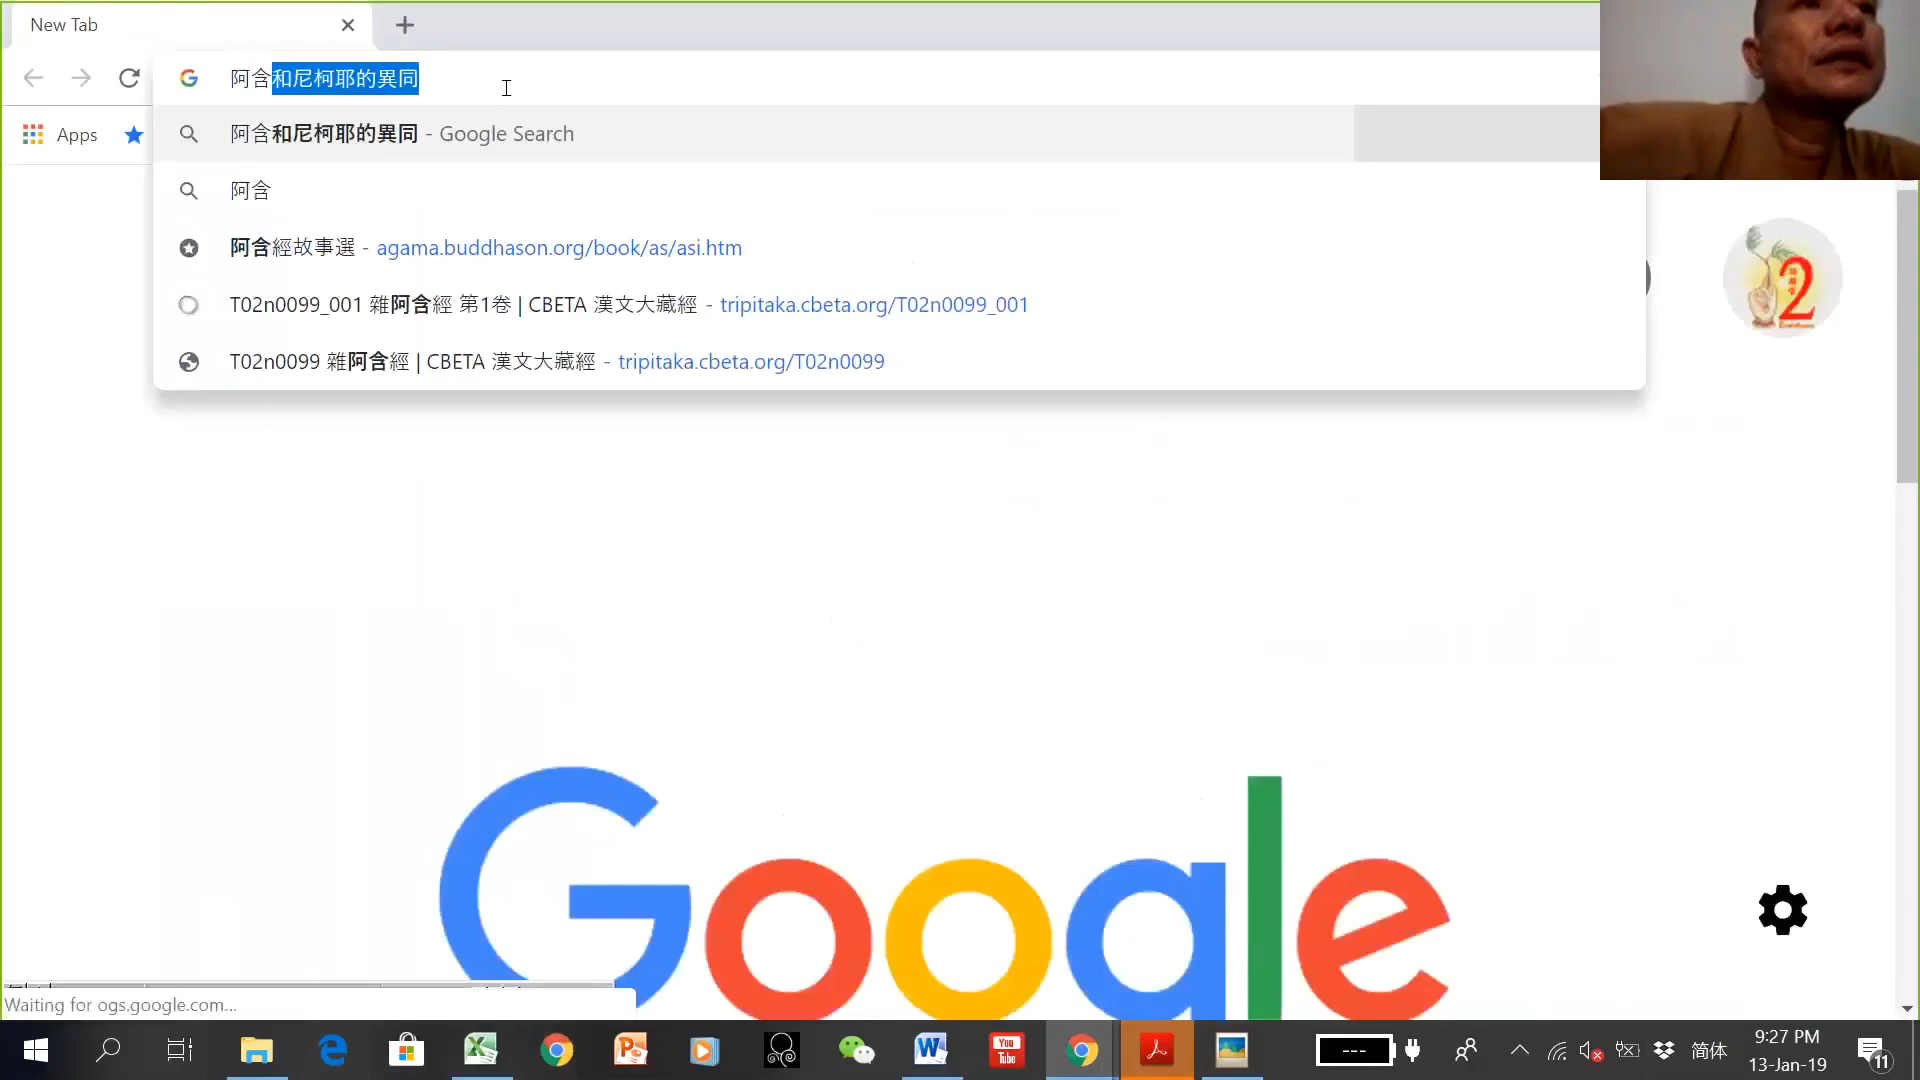 New Tab
阿含和尼柯耶的異同
Apps
阿含和尼柯耶的異同 - Google Search
阿含
阿含經故事選 - agama.buddhason.org/book/as/asi.htm
T02n0099_001 雜阿含經 第1卷 | CBETA 漢文大藏經 - tripitaka.cbeta.org/T02n0099_001
T02n0099 雜阿含經 | CBETA 漢文大藏經 - tripitaka.cbeta.org/T02n0099
2
Google
Waiting for ogs.google.com...
You
Tube
---
简体
9:27 PM
13-Jan-19
11